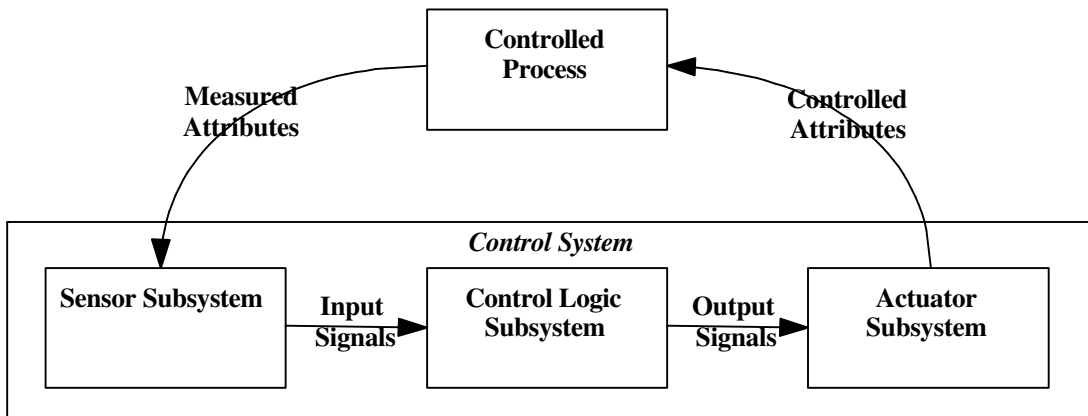 Controlled
Process
Measured
Attributes
Controlled
Attributes
Control System
Sensor Subsystem
Input
Signals
Control Logic
Subsystem
Output
Signals
Actuator
Subsystem